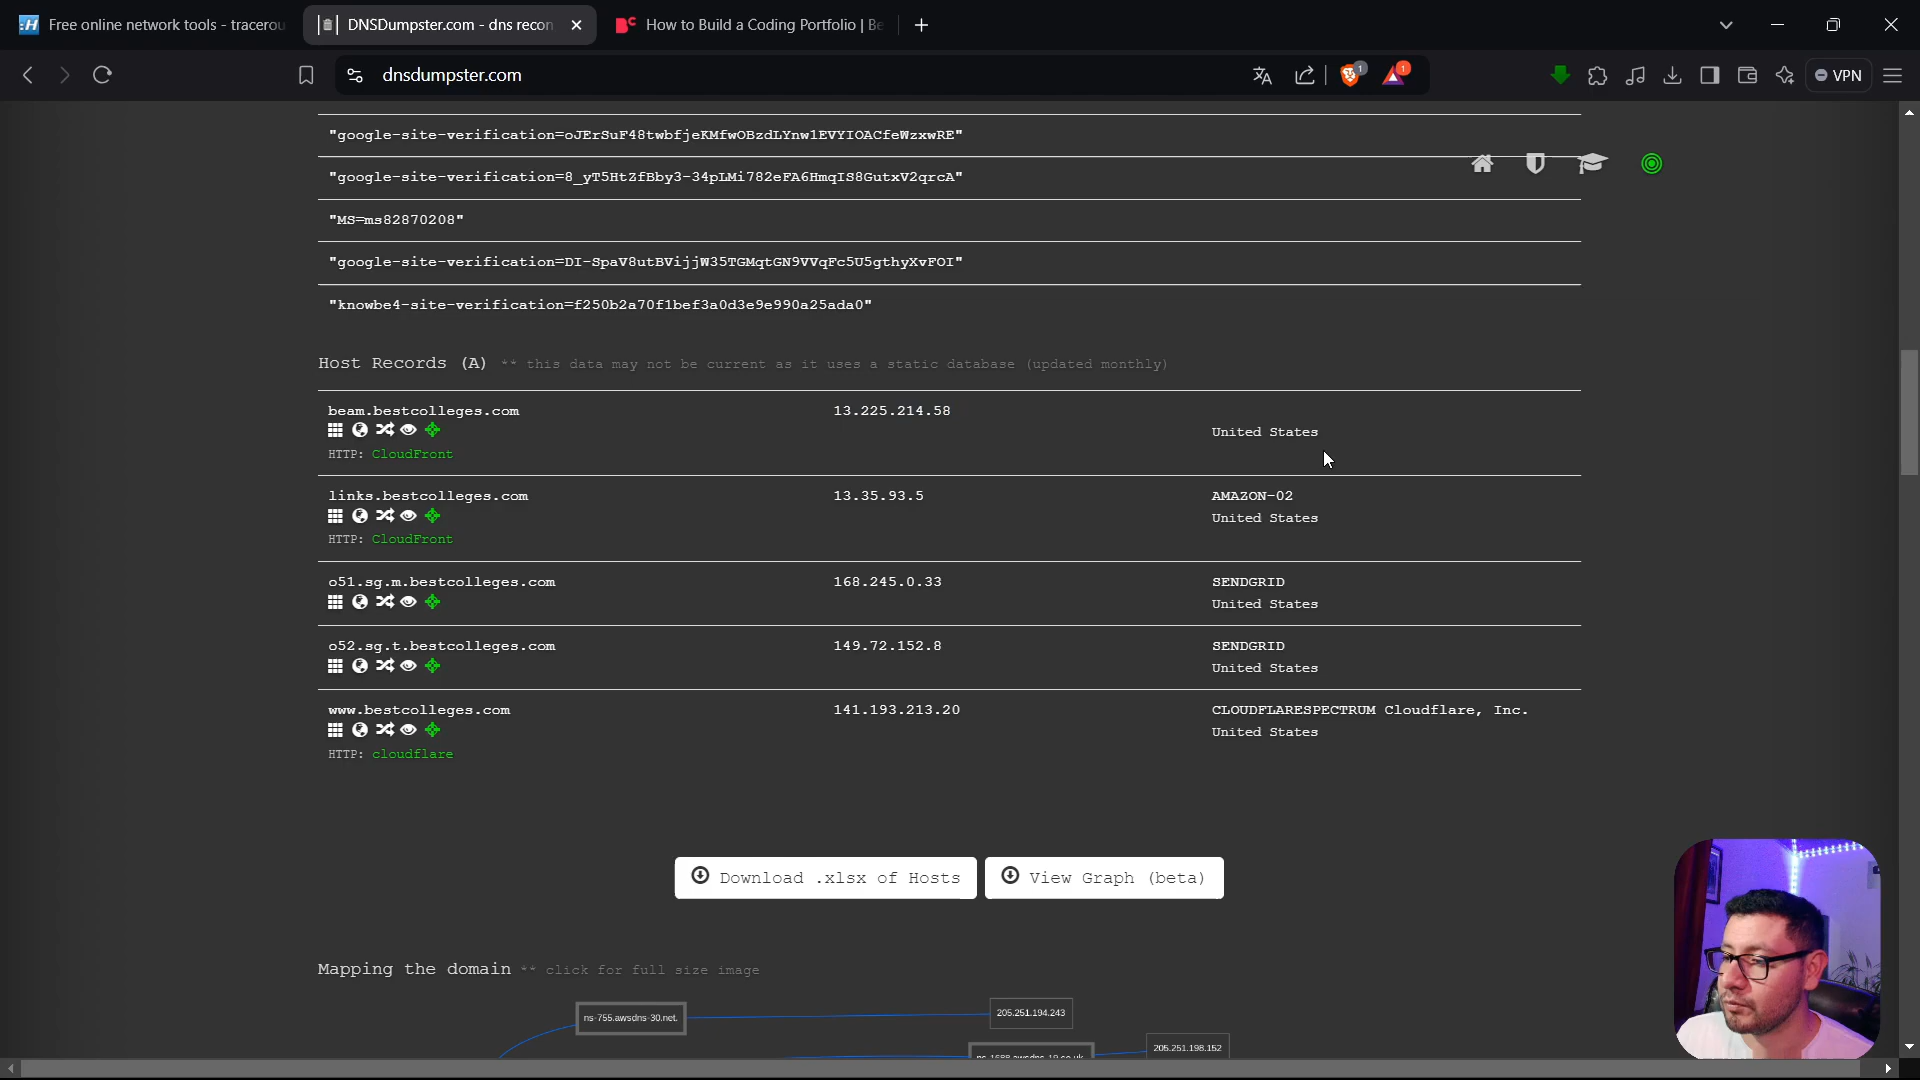 Free online network tools - tracerou
DNSDumpster.com - dns recon
How to Build a Coding Portfolio | Be
dnsdumpster.com
1
1
VPN
"google-site-verification=oJErSuF48twbfjeKMfwOBzdLYnw1EVYIOACfeWzxwRE"
"google-site-verification=8_yT5HtZfBby3-34pLMi782eFA6HmqIS8GutxV2qrcA"
"MS=ms82870208"
"google-site-verification=DI-SpaV8utBVijjW35TGMqtGN9VVqFc5U5gthyXvFOI"
"knowbe4-site-verification=f250b2a70f1bef3a0d3e9e990a25ada0"
Host Records (A) ** this data may not be current as it uses a static database (updated monthly)
beam.bestcolleges.com 13.225.214.58
United States
HTTP: CloudFront
links.bestcolleges.com 13.35.93.5 AMAZON-02
United States
HTTP: CloudFront
o51.sg.m.bestcolleges.com 168.245.0.33 SENDGRID
United States
o52.sg.t.bestcolleges.com 149.72.152.8 SENDGRID
United States
www.bestcolleges.com 141.193.213.20 CLOUDFLARESPECTRUM Cloudflare, Inc.
United States
HTTP: cloudflare
Download .xlsx of Hosts
View Graph (beta)
Mapping the domain ** click for full size image
ns-755.awsdns-30.net.
205.251.194.243
205.251.198.152